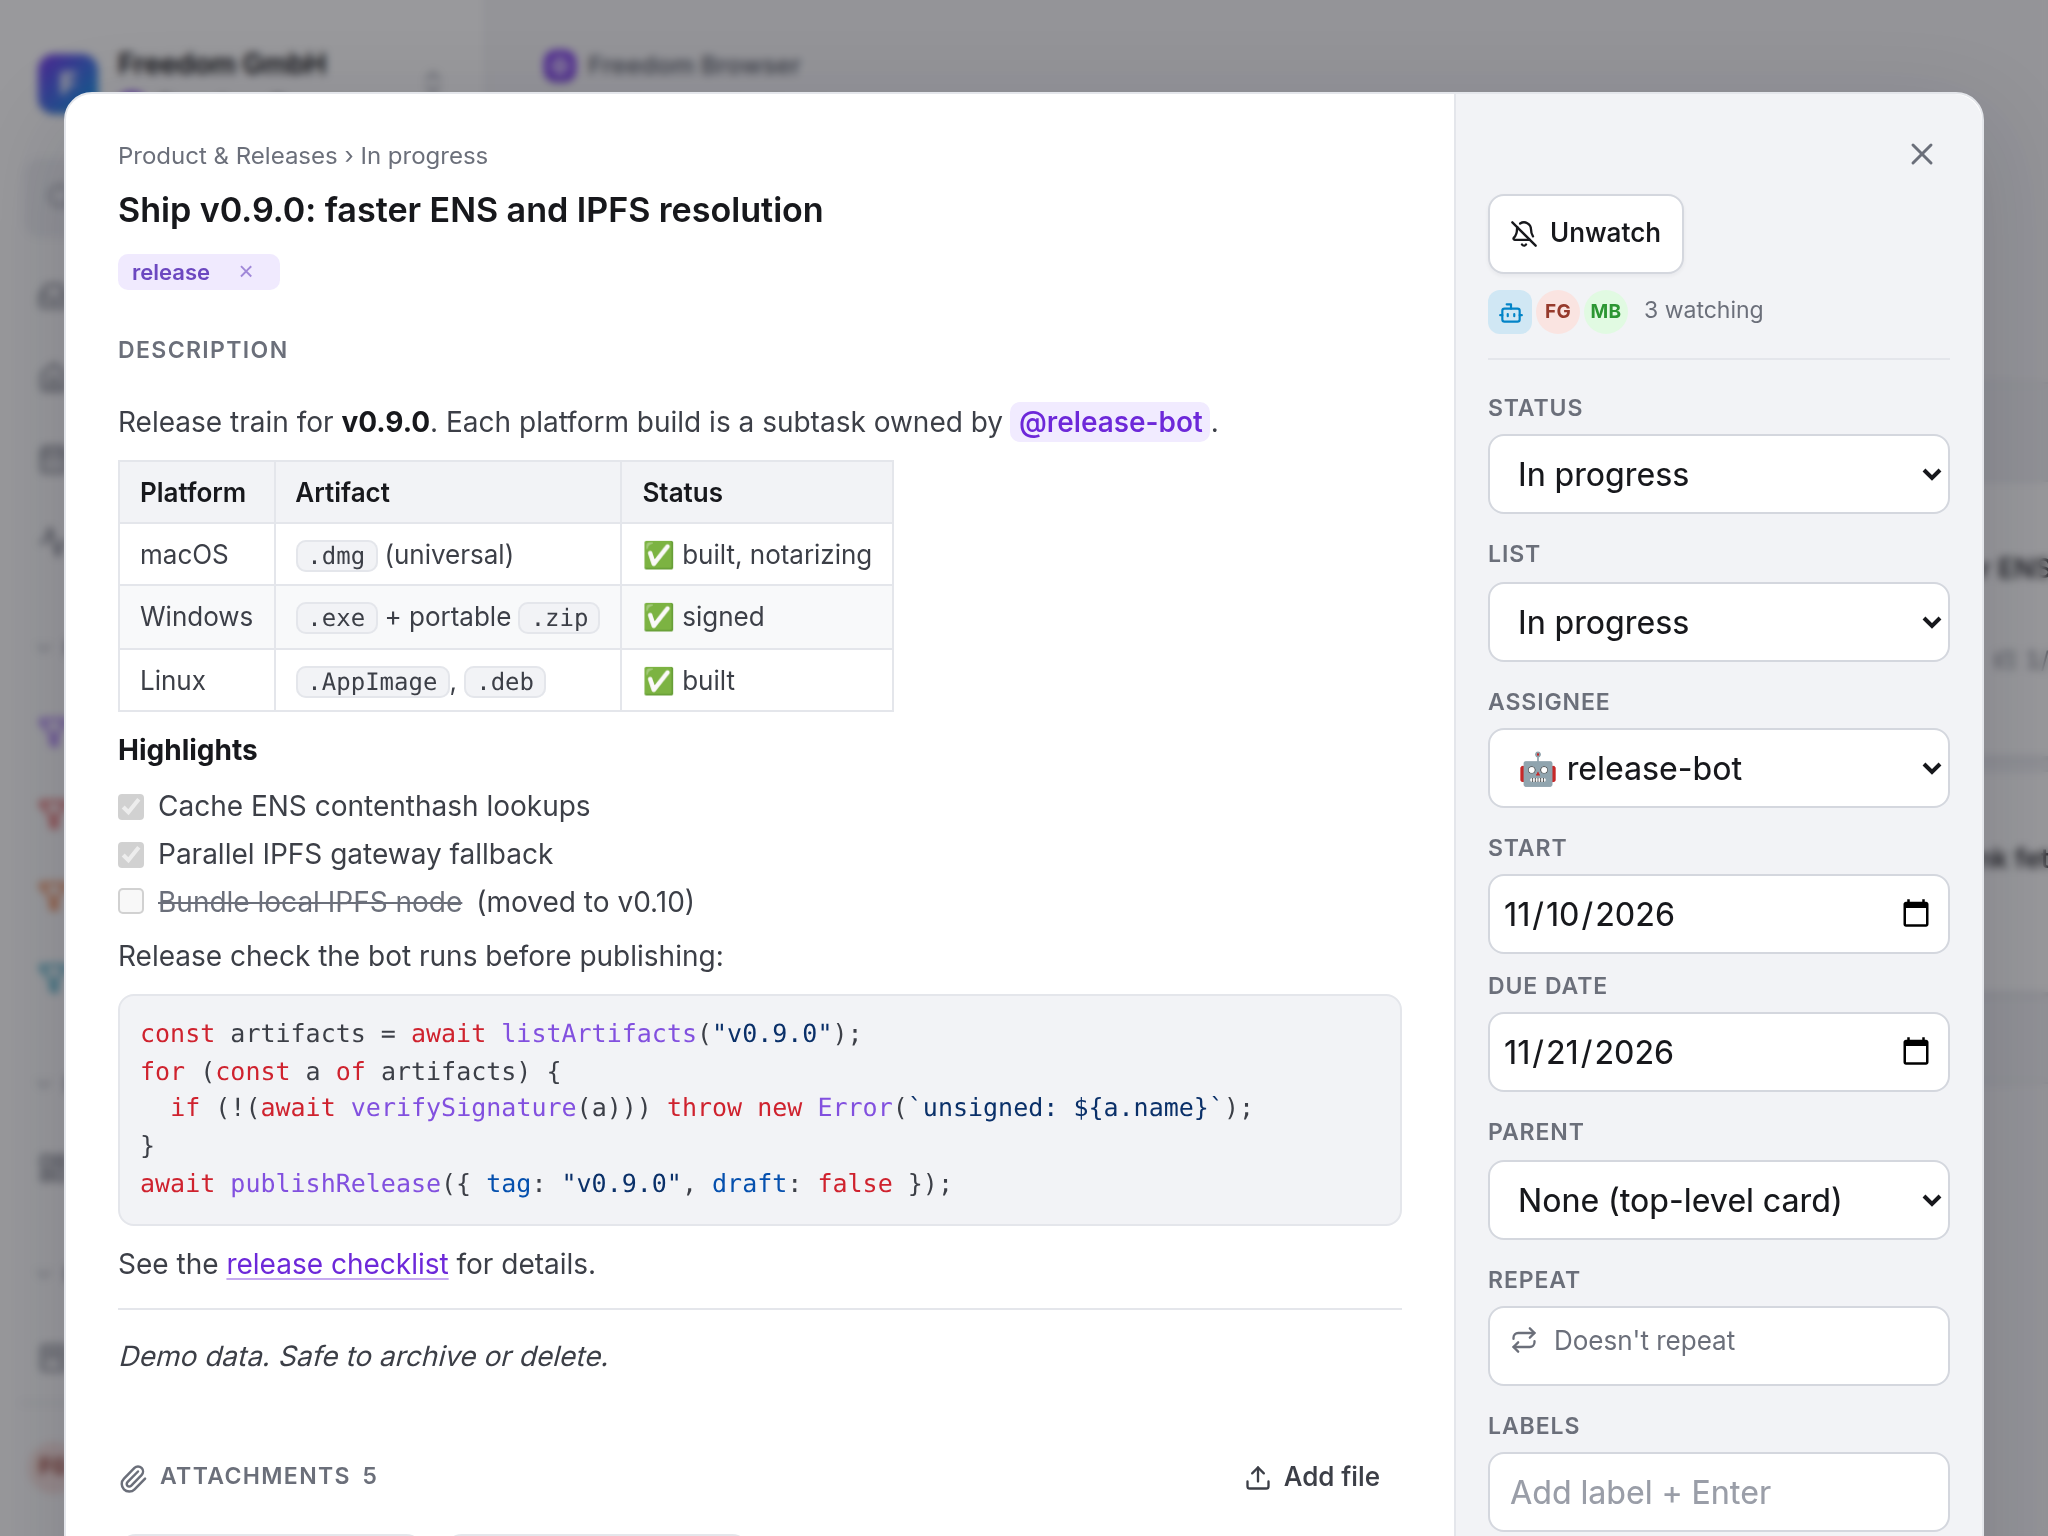 Freedom GmbH
Freedom Browser
Product & Releases › In progress
Ship v0.9.0: faster ENS and IPFS resolution
release ×
DESCRIPTION
Release train for v0.9.0. Each platform build is a subtask owned by @release-bot.
Platform Artifact Status
macOS .dmg (universal) ✅ built, notarizing
Windows .exe + portable .zip ✅ signed
Linux .AppImage, .deb ✅ built
Highlights
Cache ENS contenthash lookups
Parallel IPFS gateway fallback
Bundle local IPFS node (moved to v0.10)
Release check the bot runs before publishing:
const artifacts = await listArtifacts("v0.9.0");
for (const a of artifacts) {
  if (!(await verifySignature(a))) throw new Error(`unsigned: ${a.name}`);
}
await publishRelease({ tag: "v0.9.0", draft: false });
See the release checklist for details.
Demo data. Safe to archive or delete.
ATTACHMENTS 5
Add file
Unwatch
FG MB 3 watching
STATUS
In progress
LIST
In progress
ASSIGNEE
🤖 release-bot
START
11/10/2026
DUE DATE
11/21/2026
PARENT
None (top-level card)
REPEAT
Doesn't repeat
LABELS
Add label + Enter